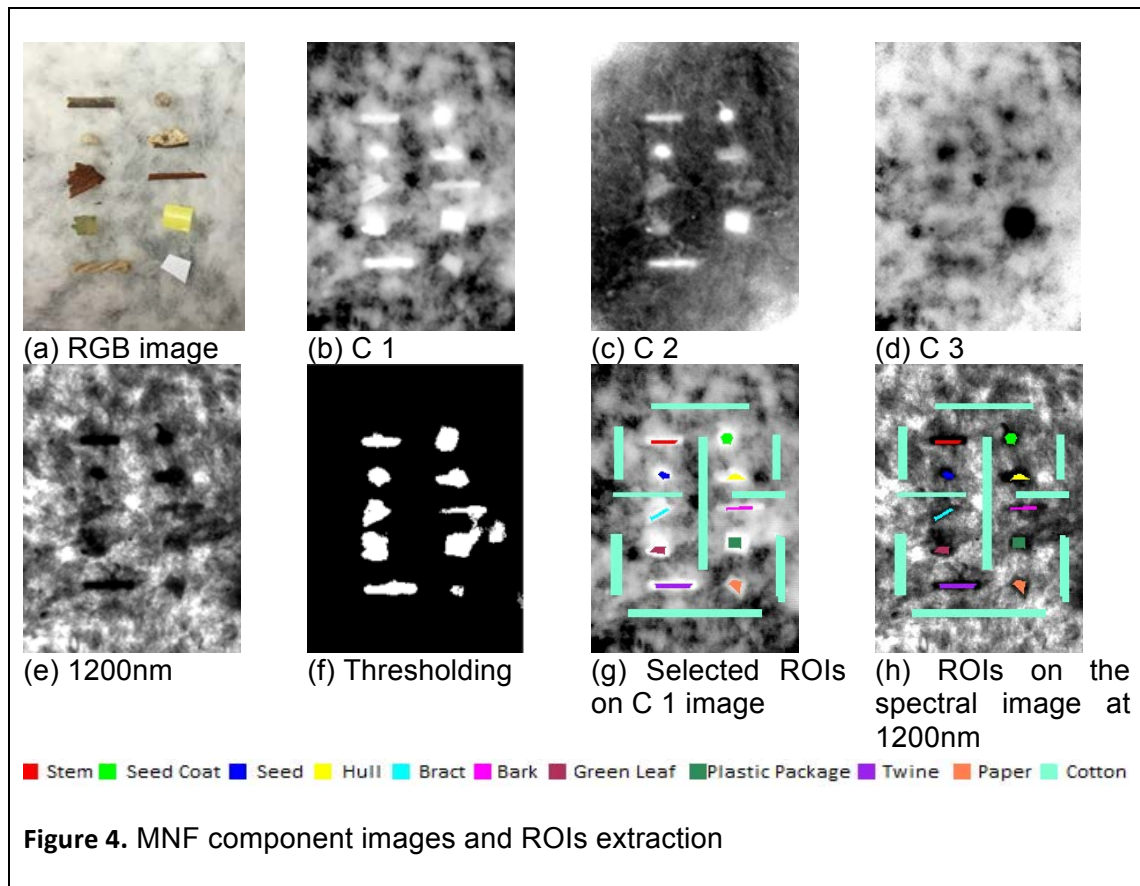 (a) RGB image (b) C 1 (c) C 2 (d) C 3
(e) 1200nm (f) Thresholding (g) Selected ROIs on C 1 image (h) ROIs on the spectral image at 1200nm
Stem Seed Coat Seed Hull Bract Bark Green Leaf Plastic Package Twine Paper Cotton
Figure 4. MNF component images and ROIs extraction